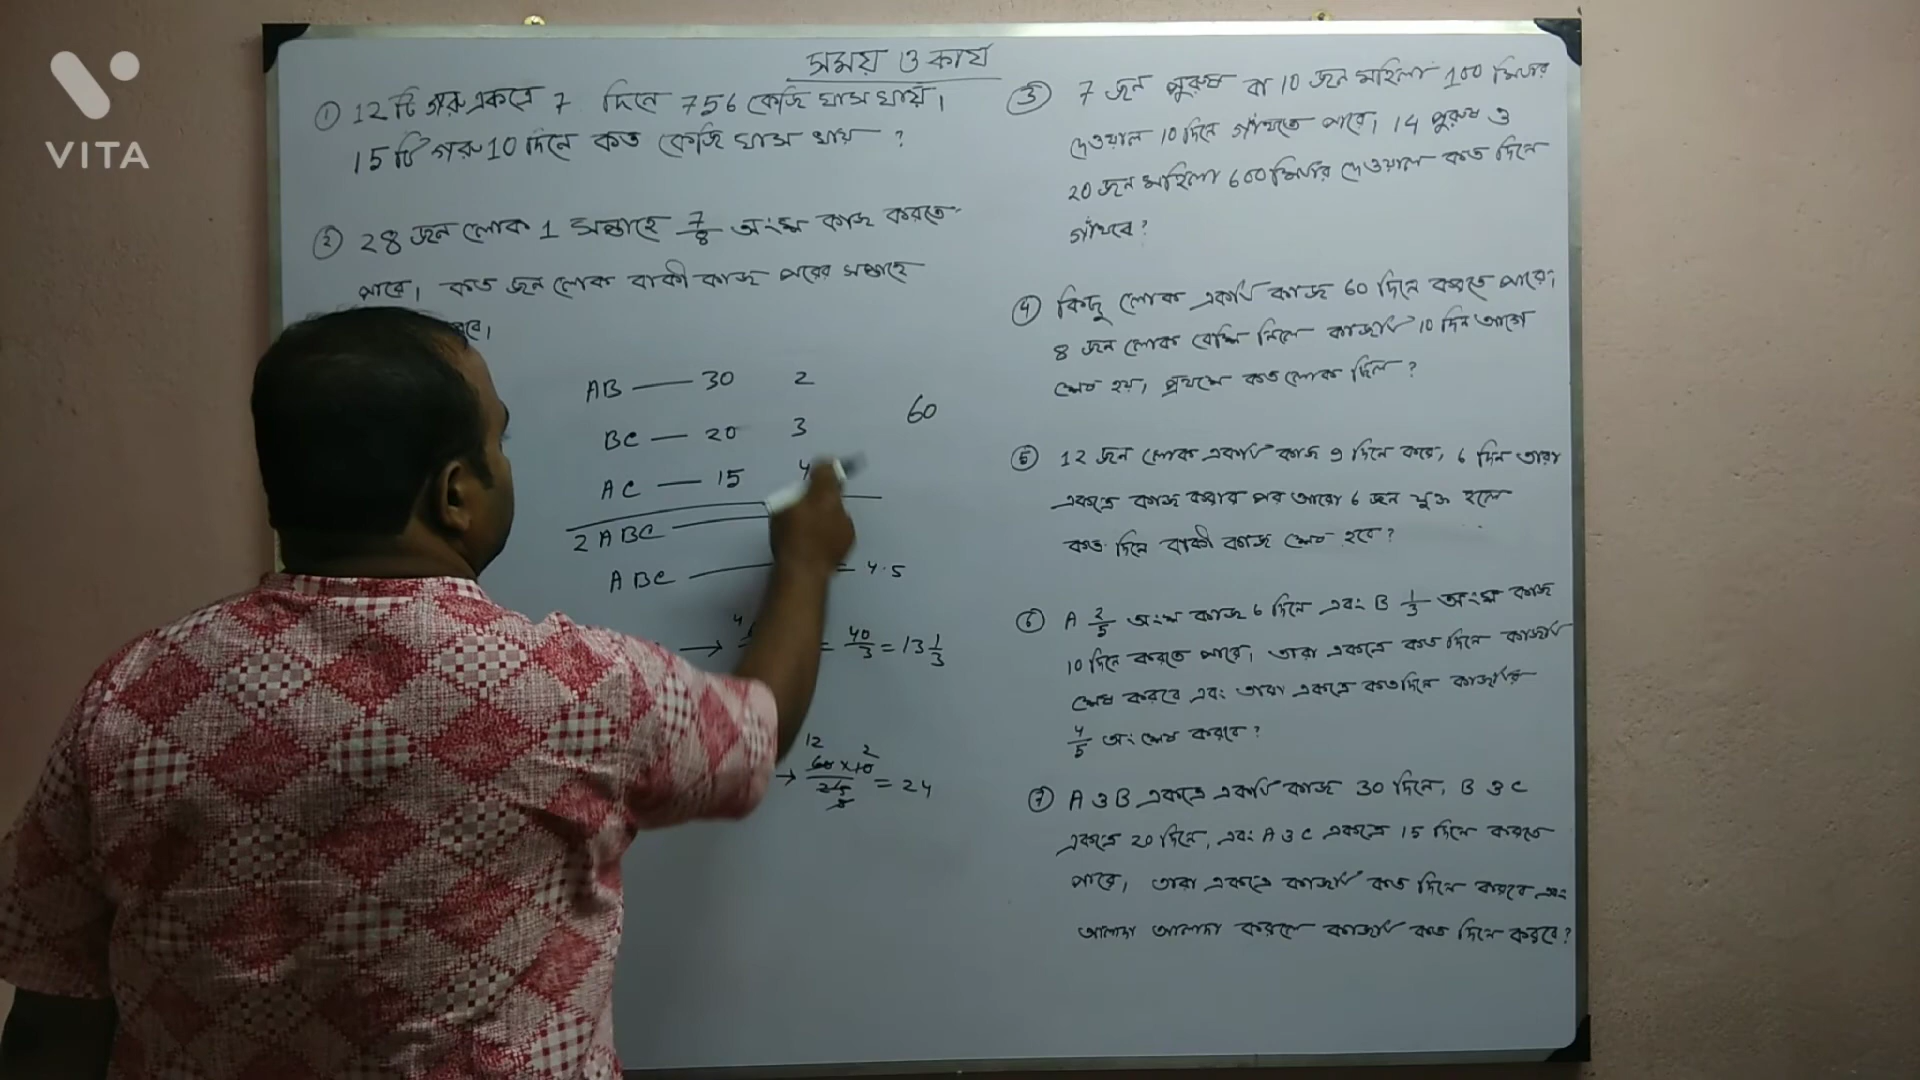 VITA
সময় ও কার্য
① 12 টি গরু একত্রে 7 দিনে 756 কেজি ঘাস খায়।
15 টি গরু 10 দিনে কত কেজি ঘাস খায় ?
② 28 জন লোক 1 সপ্তাহে 7/8 অংশ কাজ করতে
পারে। কত জন লোক বাকী কাজ পরের সপ্তাহে
AB — 30 2
BC — 20 3 60
AC — 15 4
2 ABC —
ABC — = 4.5
→ = 40/3 = 13 1/3
→ 60 × 10 = 24
12 2
③ 7 জন পুরুষ বা 10 জন মহিলা 100 মিটার
দেওয়াল 10 দিনে গাঁথতে পারে। 14 পুরুষ ও
20 জন মহিলা 600 মিটার দেওয়াল কত দিনে
গাঁথবে?
④ কিছু লোক একটি কাজ 60 দিনে করতে পারে;
8 জন লোক বেশি নিলে কাজটি 10 দিন আগে
শেষ হয়, প্রথমে কত লোক ছিল ?
⑤ 12 জন লোক একটি কাজ 9 দিনে করে, 6 দিন তারা
একত্রে কাজ করার পর আরো 6 জন যুক্ত হলে
কত দিনে বাকী কাজ শেষ হবে?
⑥ A 2/5 অংশ কাজ 6 দিনে এবং B 1/3 অংশ কাজ
10 দিনে করতে পারে। তারা একত্রে কত দিনে কাজটি
শেষ করবে এবং তারা একত্রে কতদিনে কাজটির
4/5 অং শেষ করবে?
⑦ A ও B একত্রে একটি কাজ 30 দিনে, B ও C
একত্রে 20 দিনে, এবং A ও C একত্রে 15 দিনে করতে
পারে, তারা একত্রে কাজটি কত দিনে করবে এবং
আলাদা আলাদা করলে কাজটি কত দিনে করবে?